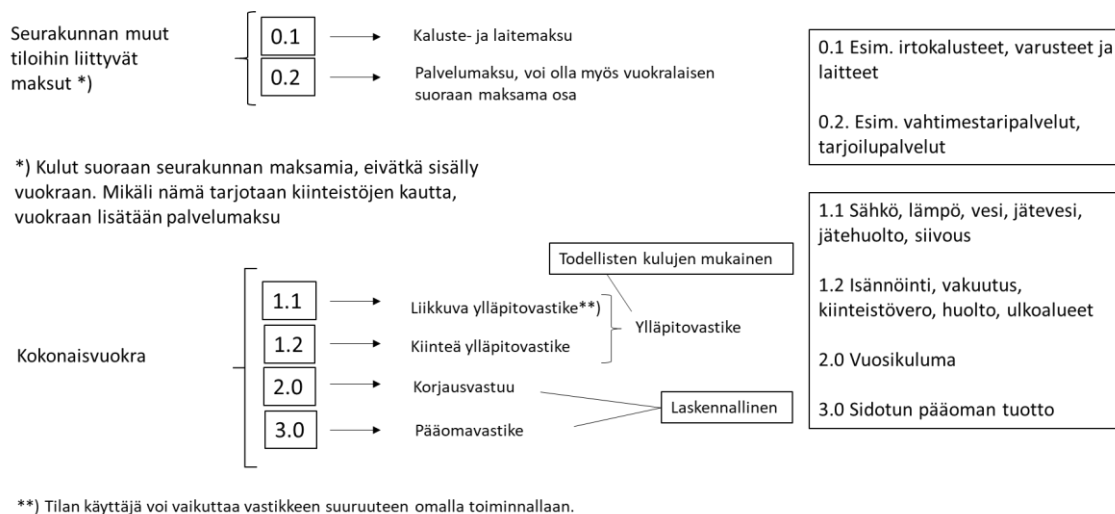 Seurakunnan muut
tiloihin liittyvät
maksut *)
0.1
Kaluste- ja laitemaksu
0.2
Palvelumaksu, voi olla myös vuokralaisen
suoraan maksama osa
0.1 Esim. irtokalusteet, varusteet ja
laitteet
0.2. Esim. vahtimestaripalvelut,
tarjoilupalvelut
*) Kulut suoraan seurakunnan maksamia, eivätkä sisälly
vuokraan. Mikäli nämä tarjotaan kiinteistöjen kautta,
vuokraan lisätään palvelumaksu
Todellisten kulujen mukainen
Kokonaisvuokra
1.1
Liikkuva ylläpitovastike**)
1.2
Kiinteä ylläpitovastike
Ylläpitovastike
2.0
Korjausvastuu
3.0
Pääomavastike
Laskennallinen
1.1 Sähkö, lämpö, vesi, jätevesi,
jätehuolto, siivous
1.2 Isännöinti, vakuutus,
kiinteistövero, huolto, ulkoalueet
2.0 Vuosikuluma
3.0 Sidotun pääoman tuotto
**) Tilan käyttäjä voi vaikuttaa vastikkeen suuruuteen omalla toiminnallaan.